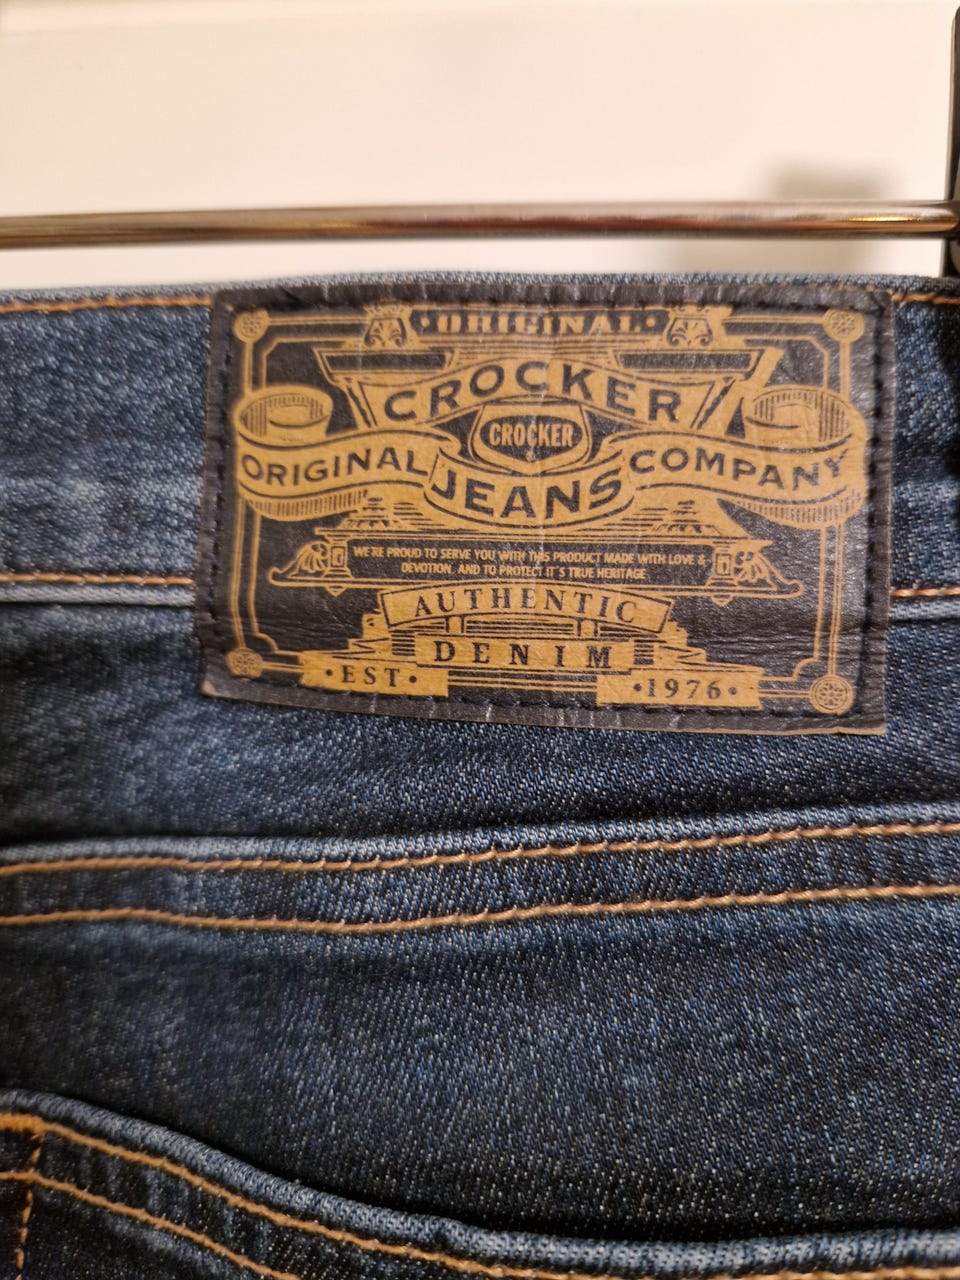 ·ORIGINAL·
CROCKER
CROCKER
ORIGINAL JEANS COMPANY
WE'RE PROUD TO SERVE YOU WITH THIS PRODUCT MADE WITH LOVE &
DEVOTION. AND TO PROTECT IT´S TRUE HERITAGE
AUTHENTIC
DENIM
·EST· ·1976·